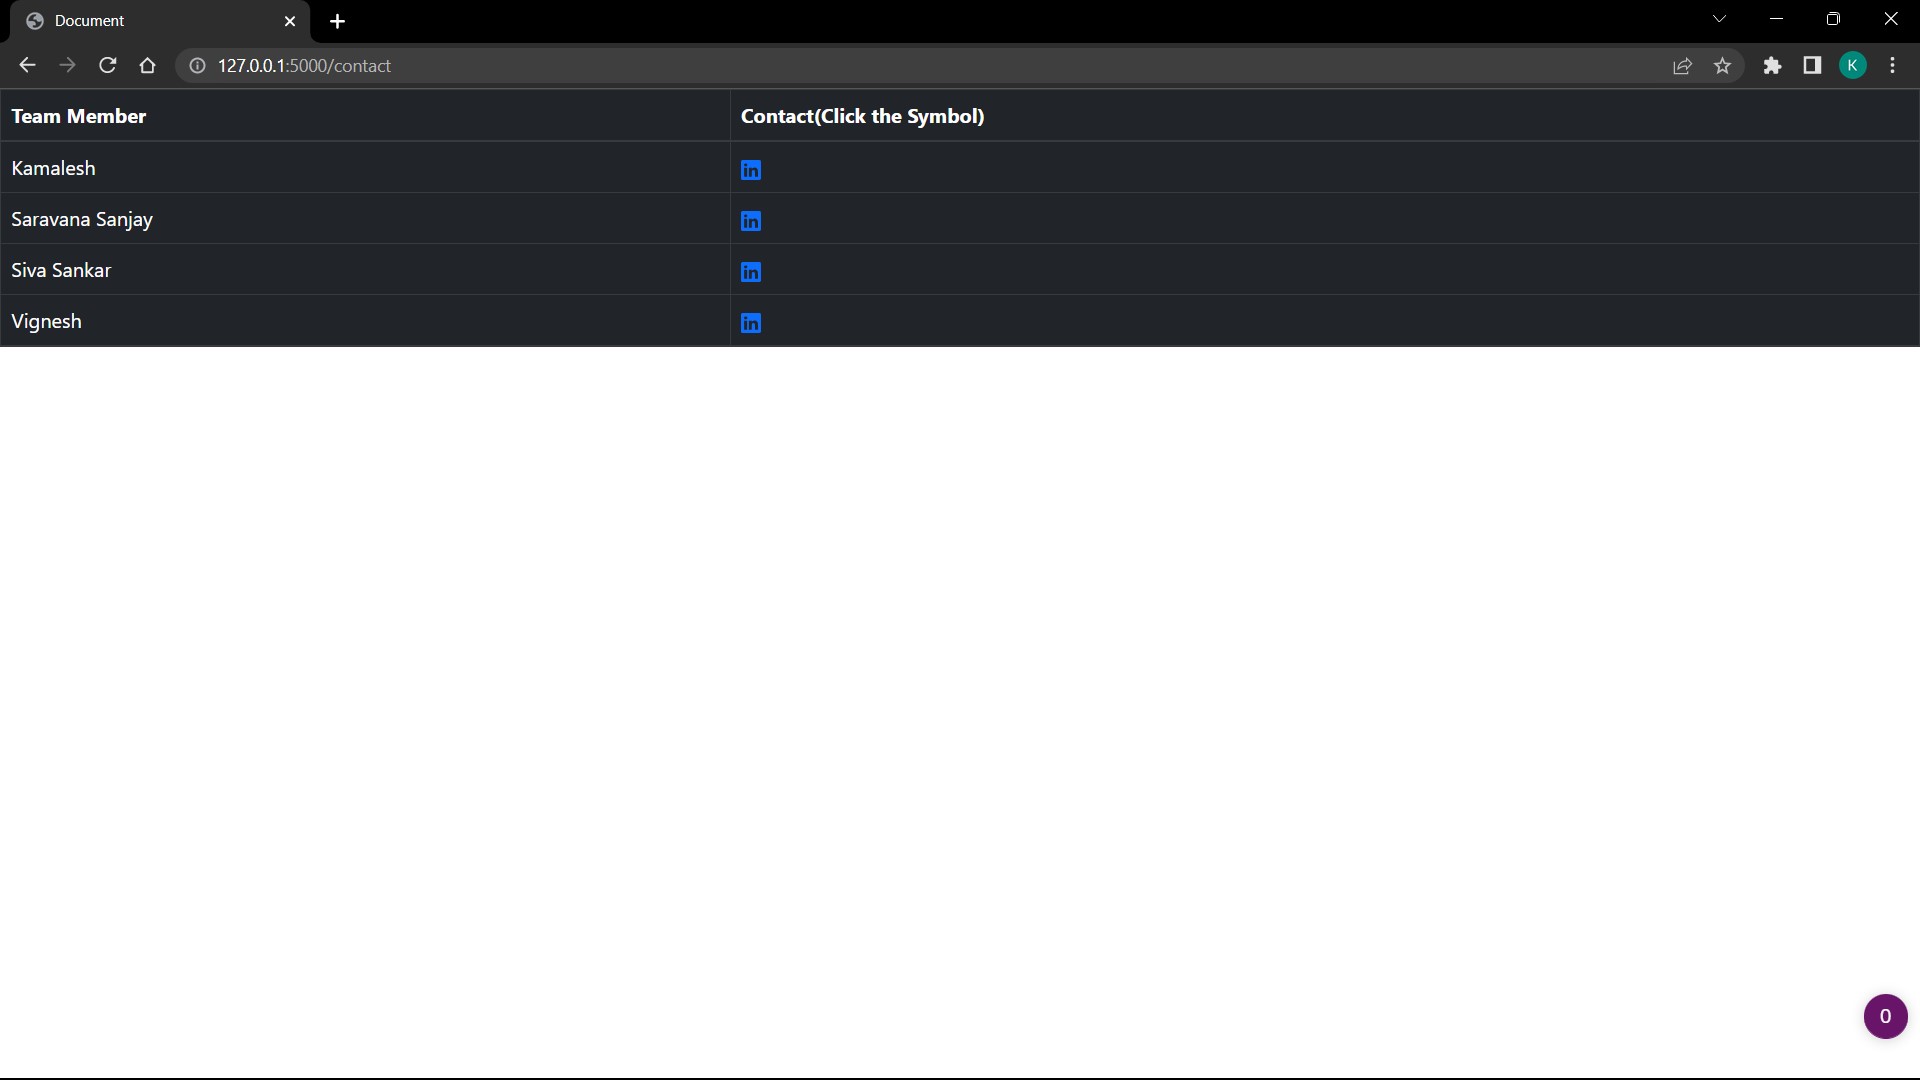 Document
127.0.0.1:5000/contact
K
Team Member Contact(Click the Symbol)
Kamalesh in
Saravana Sanjay in
Siva Sankar in
Vignesh in
0